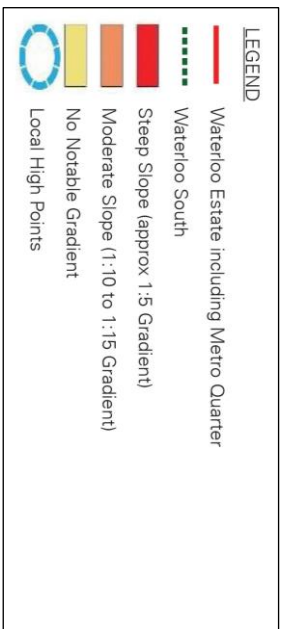 LEGEND
Waterloo Estate including Metro Quarter
Waterloo South
Steep Slope (approx 1:5 Gradient)
Moderate Slope (1:10 to 1:15 Gradient)
No Notable Gradient
Local High Points